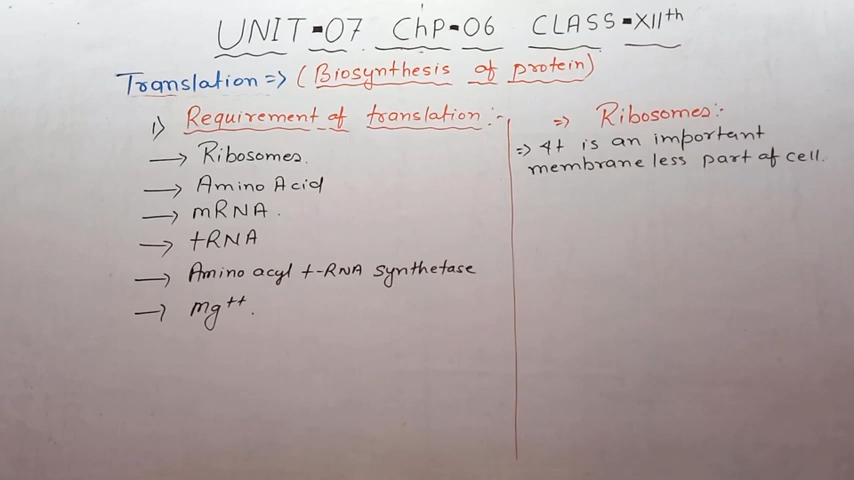 UNIT-07 ChP-06 CLASS-XIIth
Translation => (Biosynthesis of protein)
1) Requirement of translation:-
→ Ribosomes.
→ Amino Acid
→ mRNA.
→ tRNA
→ Amino acyl t-RNA synthetase
→ Mg++.
=> Ribosomes:-
=> It is an important
membrane less part of cell.